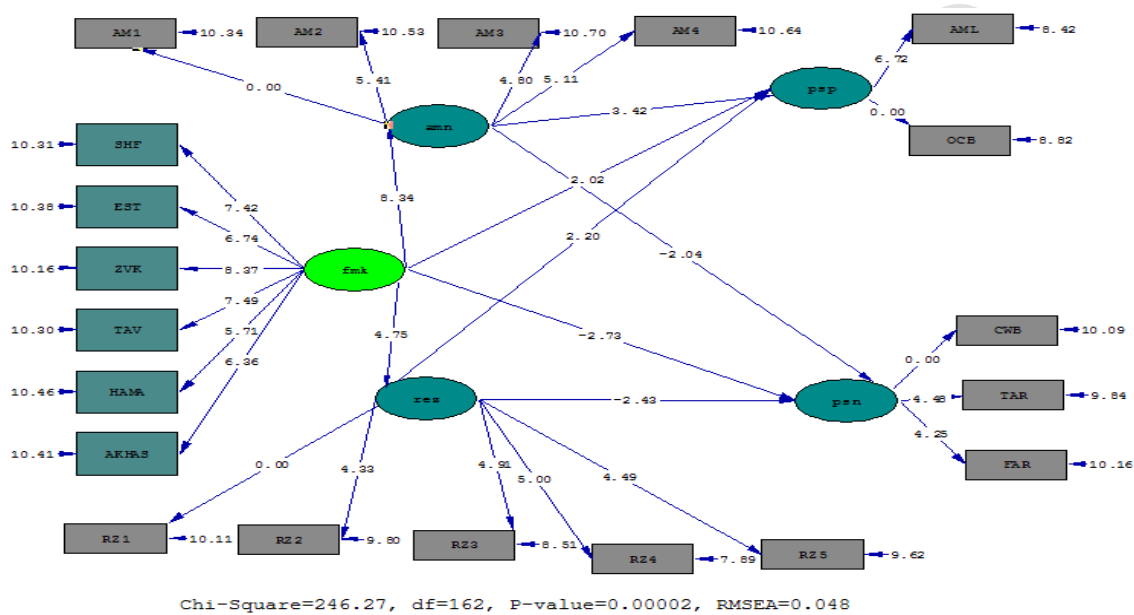 AM1 10.34 AM2 10.53 AM3 10.70 AM4 10.64 AML 8.42
6.72
5.41 4.80 5.11
0.00 psp
3.42 0.00
amn
10.31 SHF OCB 8.82
2.02
8.34
10.38 EST 7.42
6.74 2.20
-2.04
10.16 ZVK 8.37 fmk
7.49
10.30 TAV 5.71 4.75 -2.73 CWB 10.09
6.36 0.00
10.46 HAMA res -2.43 psn 4.48 TAR 9.84
4.25
10.41 AKHAS FAR 10.16
0.00 4.33 4.91 5.00 4.49
RZ1 10.11 RZ2 9.80 RZ3 8.51 RZ4 7.89 RZ5 9.62
Chi-Square=246.27, df=162, P-value=0.00002, RMSEA=0.048